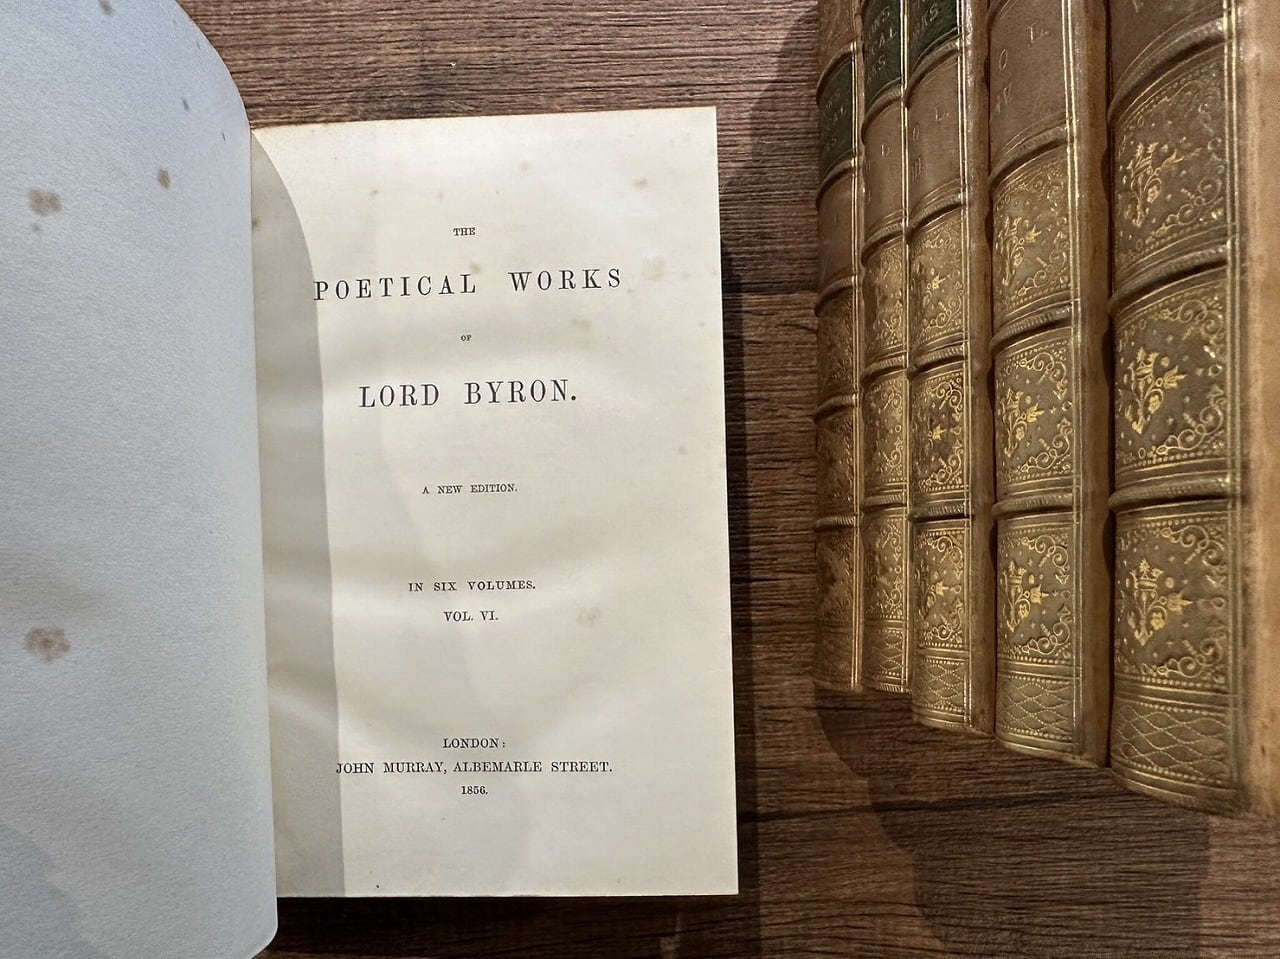 THE
POETICAL WORKS
OF
LORD BYRON.
A NEW EDITION.
IN SIX VOLUMES.
VOL. VI.
LONDON:
JOHN MURRAY, ALBEMARLE STREET.
1856.